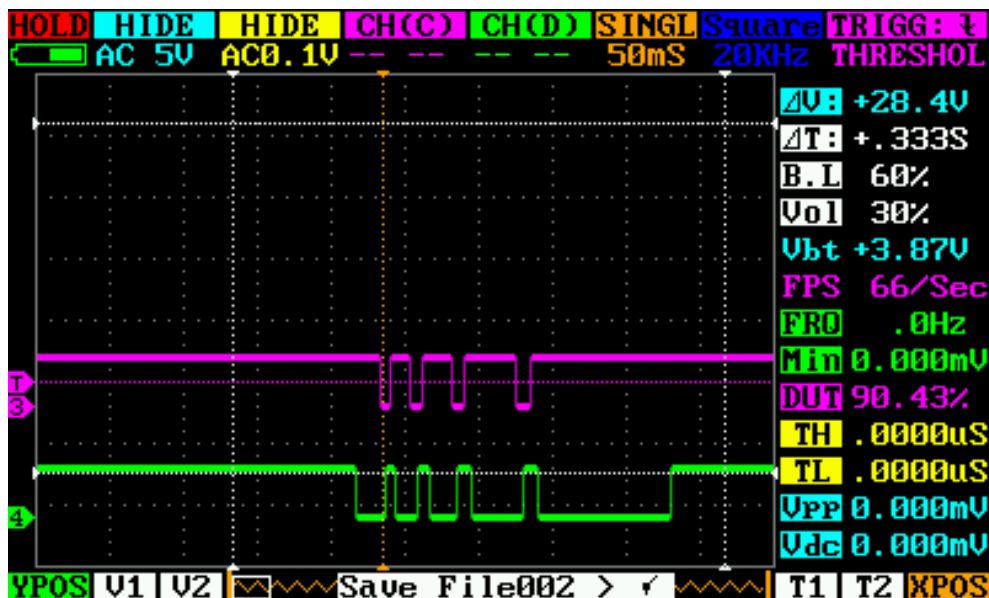 HOLD HIDE HIDE CH(C) CH(D) SINGL Square TRIGG:
AC 5V AC0.1V -- -- -- -- 50mS 20KHz THRESHOL
⊿V: +28.4V
⊿T: +.333S
B.L 60%
Vol 30%
Vbt +3.87V
FPS 66/Sec
FRQ .0Hz
Min 0.000mV
T
3
DUT 90.43%
TH .0000uS
TL .0000uS
4
Vpp 0.000mV
Vdc 0.000mV
YPOS V1 V2 Save File002 > ✓ T1 T2 XPOS